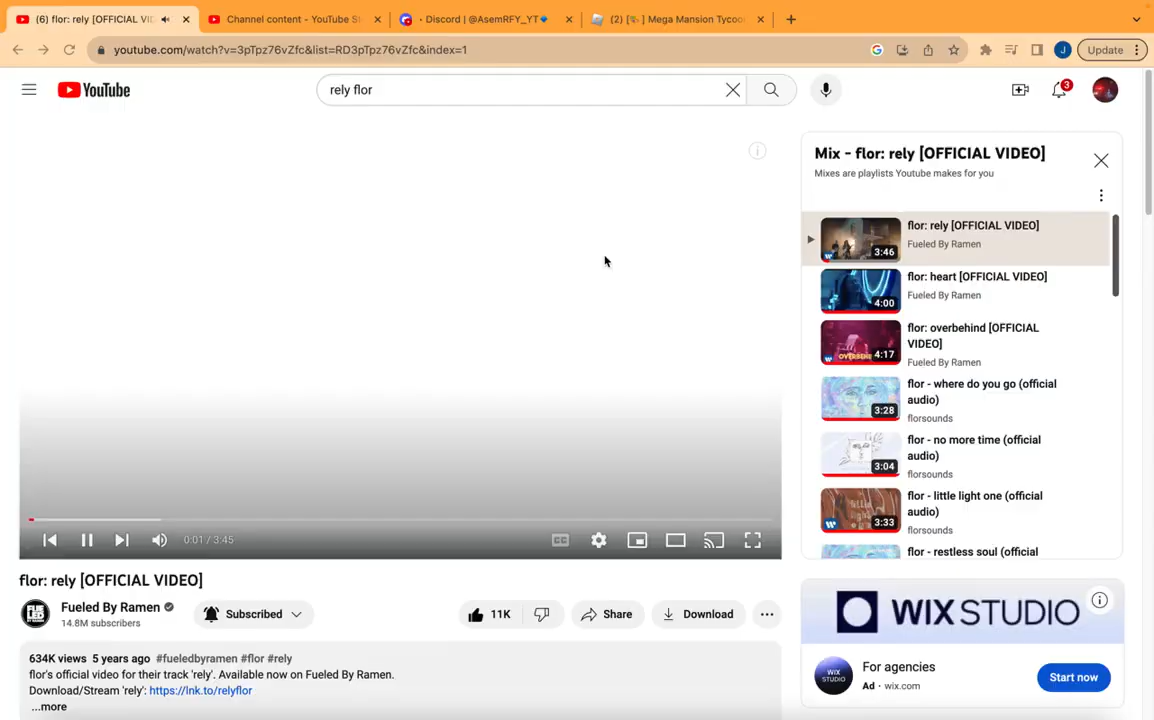 (6) flor: rely [OFFICIAL VID
Channel content - YouTube St
• Discord | @AsemRFY_YT
(2) [ ] Mega Mansion Tycoo
youtube.com/watch?v=3pTpz76vZfc&list=RD3pTpz76vZfc&index=1
J
Update
YouTube
rely flor
3
Mix - flor: rely [OFFICIAL VIDEO]
Mixes are playlists Youtube makes for you
flor: rely [OFFICIAL VIDEO]
Fueled By Ramen
3:46
flor: heart [OFFICIAL VIDEO]
Fueled By Ramen
4:00
flor: overbehind [OFFICIAL
VIDEO]
Fueled By Ramen
4:17
flor - where do you go (official
audio)
florsounds
3:28
flor - no more time (official
audio)
florsounds
3:04
flor - little light one (official
audio)
florsounds
3:33
flor - restless soul (official
0:01 / 3:45
CC
flor: rely [OFFICIAL VIDEO]
Fueled By Ramen
14.8M subscribers
Subscribed
11K
Share
Download
634K views 5 years ago #fueledbyramen #flor #rely
flor's official video for their track 'rely'. Available now on Fueled By Ramen.
Download/Stream 'rely': https://lnk.to/relyflor
...more
WIX STUDIO
WIX
STUDIO
For agencies
Ad · wix.com
Start now